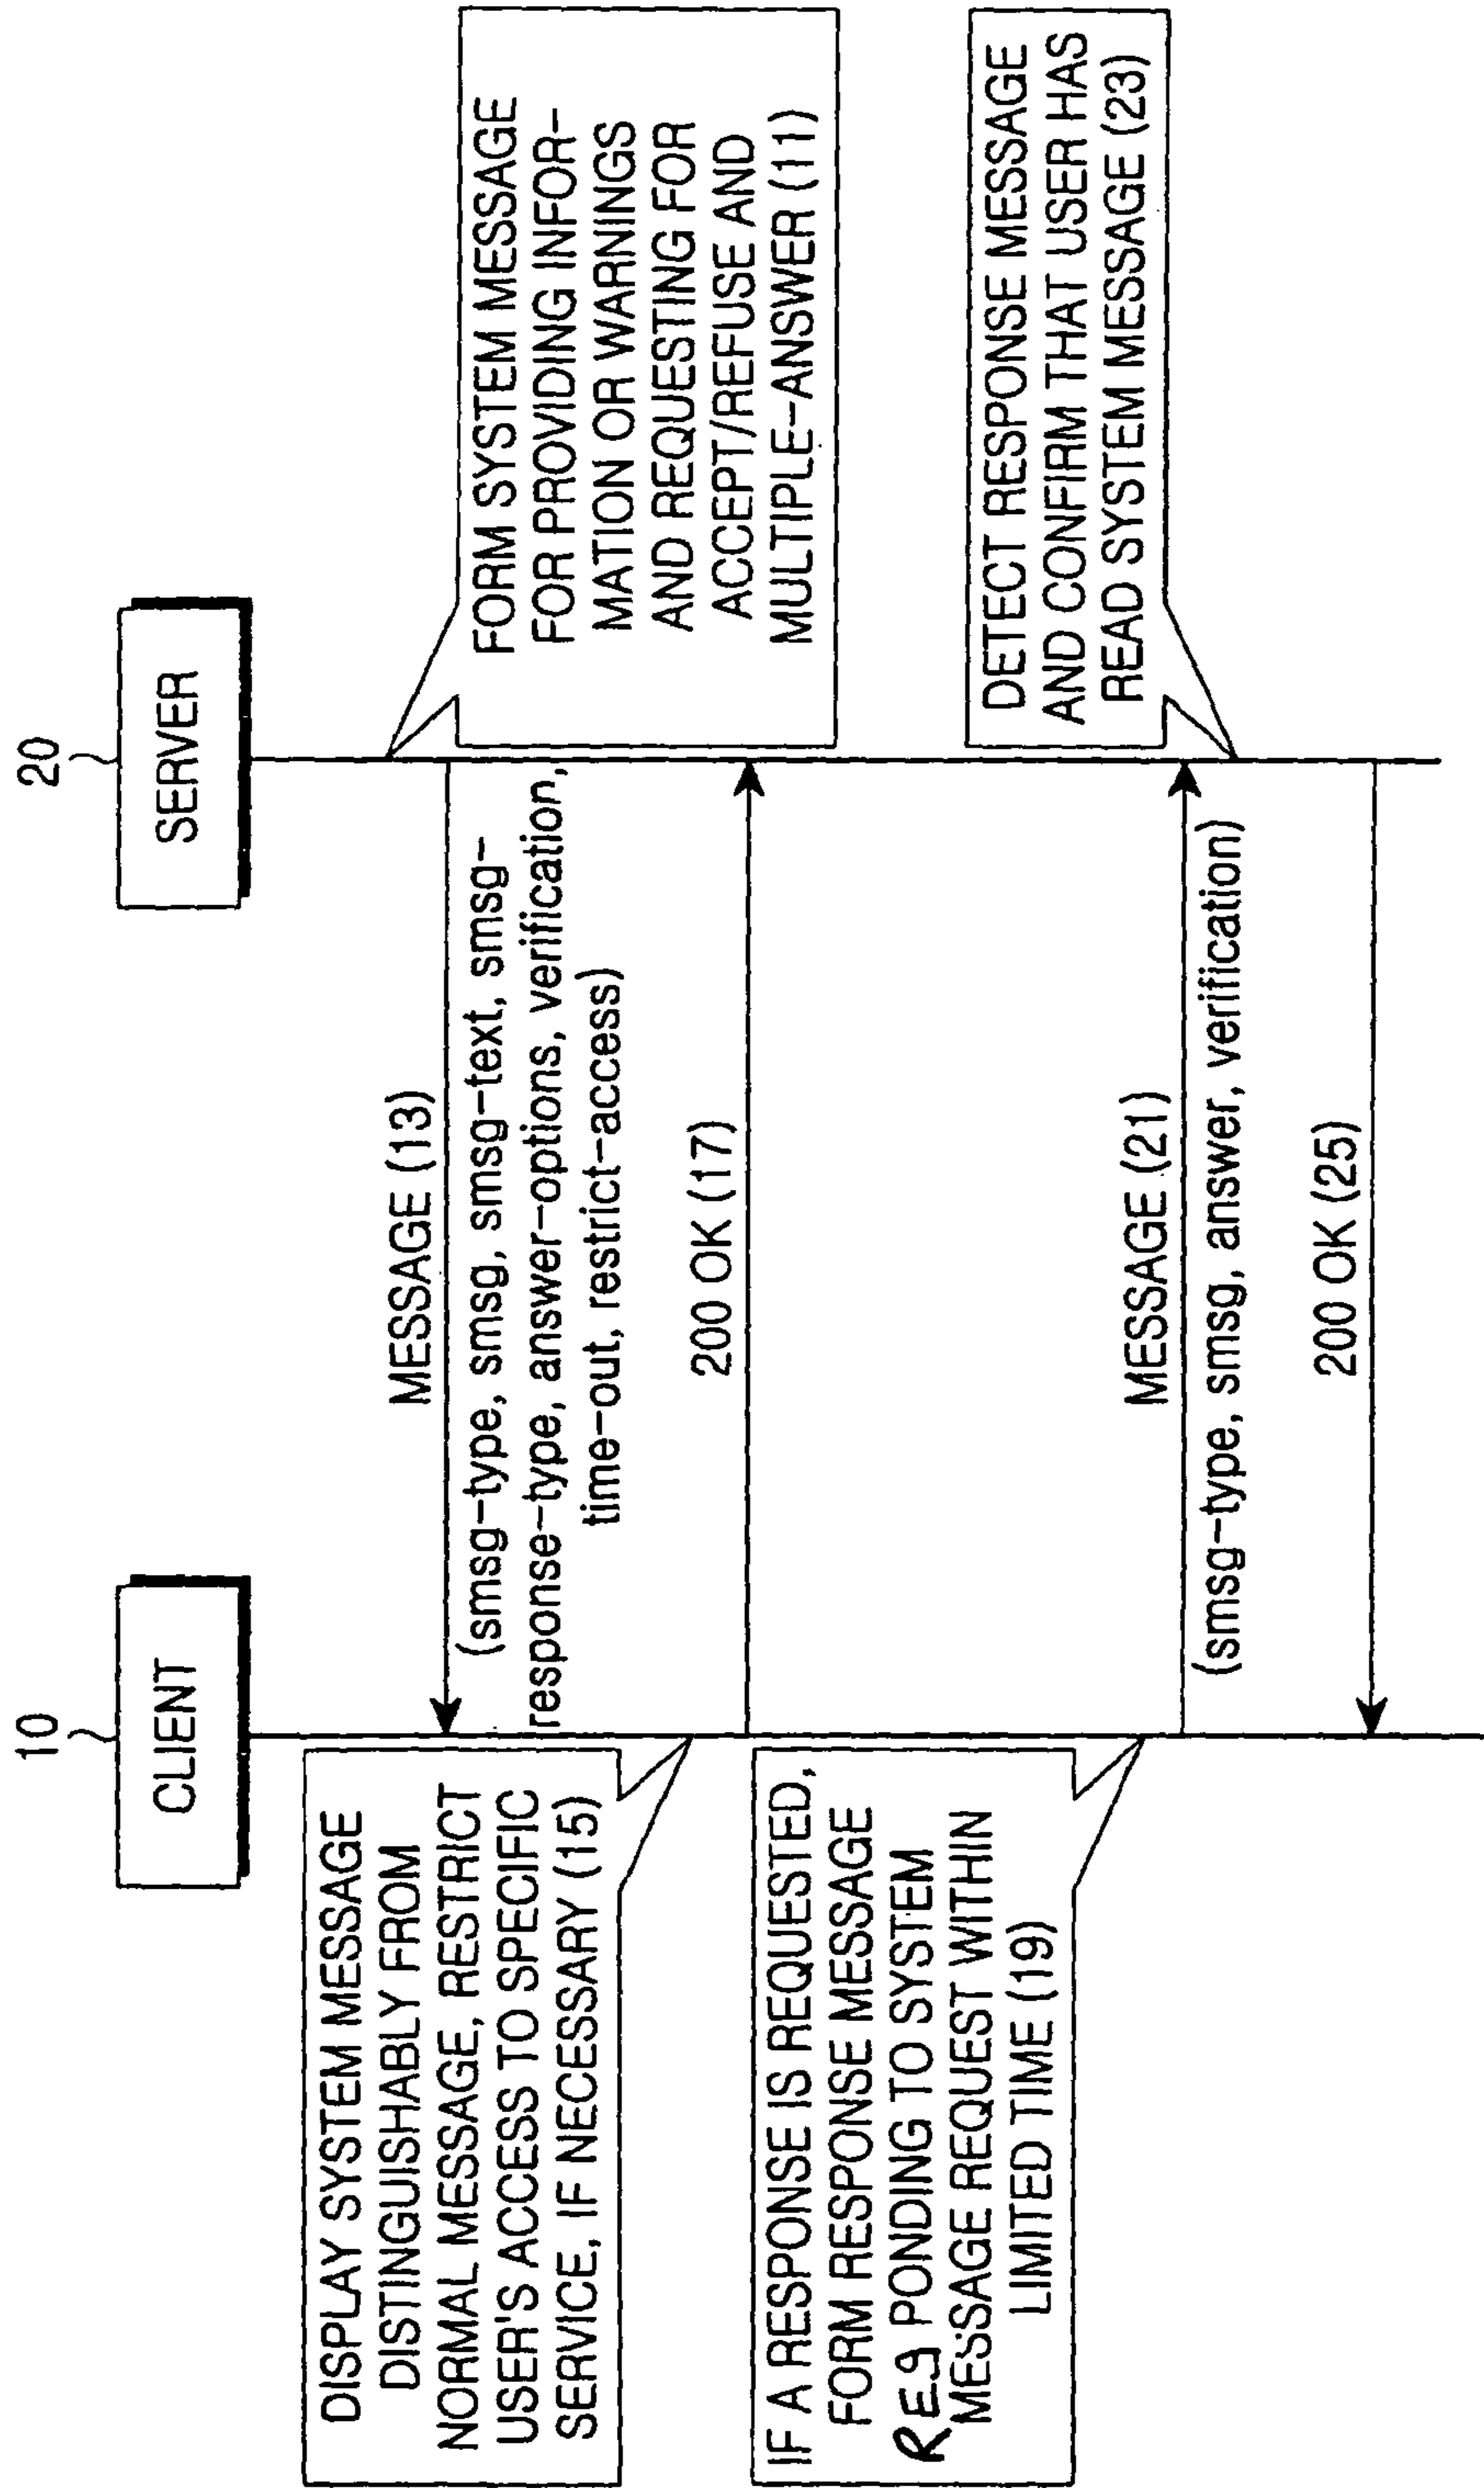 10
CLIENT
20
SERVER
FORM SYSTEM MESSAGE
FOR PROVIDING INFOR-
MATION OR WARNINGS
AND REQUESTING FOR
ACCEPT/REFUSE AND
MULTIPLE-ANSWER (11)
MESSAGE (13)
(smsg-type, smsg, smsg-text, smsg-
response-type, answer-options, verification,
time-out, restrict-access)
DISPLAY SYSTEM MESSAGE
DISTINGUISHABLY FROM
NORMAL MESSAGE, RESTRICT
USER'S ACCESS TO SPECIFIC
SERVICE, IF NECESSARY (15)
200 OK (17)
IF A RESPONSE IS REQUESTED,
FORM RESPONSE MESSAGE
RES PONDING TO SYSTEM
MESSAGE REQUEST WITHIN
LIMITED TIME (19)
MESSAGE (21)
(smsg-type, smsg, answer, verification)
DETECT RESPONSE MESSAGE
AND CONFIRM THAT USER HAS
READ SYSTEM MESSAGE (23)
200 OK (25)